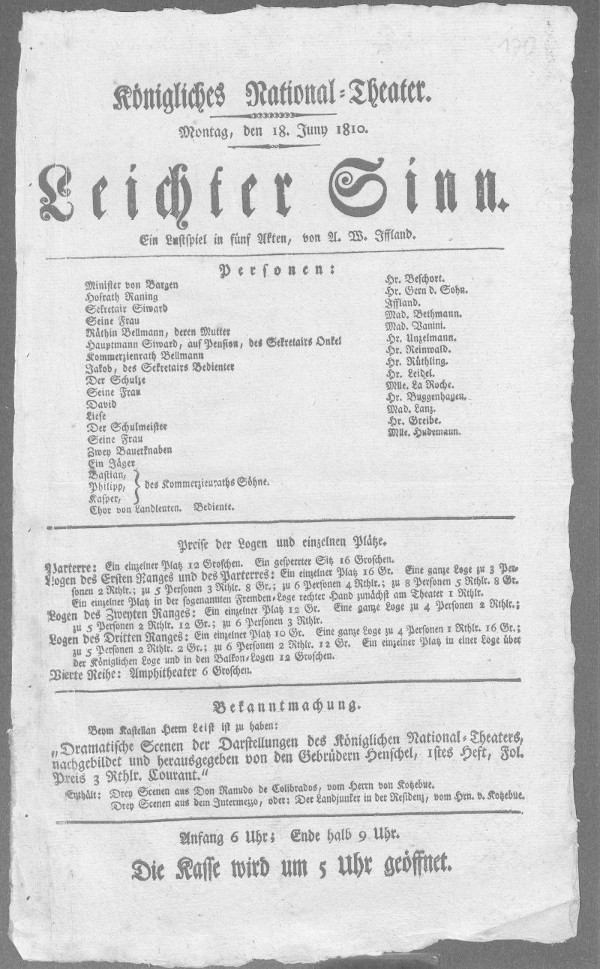 Königliches National-Theater.
Montag, den 18. Juny 1810.
Leichter Sinn.
Ein Lustspiel in fünf Akten, von A. W. Iffland.
Personen:
Minister von Bargen
Hofrath Raning
Sekretair Siward
Seine Frau
Räthin Bellmann, deren Mutter
Hauptmann Siward, auf Pension, des Sekretairs Onkel
Kommerzienrath Bellmann
Jakob, des Sekretairs Bedienter
Der Schulze
Seine Frau
David
Liese
Der Schulmeister
Seine Frau
Zwey Bauerknaben
Ein Jäger
Bastian,
Philipp,
Kasper,
des Kommerzienraths Söhne.
Chor von Landleuten. Bediente.
Hr. Beschort.
Hr. Gern d. Sohn.
Iffland.
Mad. Bethmann.
Mad. Vanini.
Hr. Unzelmann.
Hr. Reinwald.
Hr. Rüthling.
Hr. Leidel.
Mlle. La Roche.
Hr. Buggenhagen.
Mad. Lanz.
Hr. Greibe.
Mlle. Hudemann.
Preise der Logen und einzelnen Plätze.
Parterre: Ein einzelner Platz 12 Groschen. Ein gesperrter Sitz 16 Groschen.
Logen des Ersten Ranges und des Parterres: Ein einzelner Platz 16 Gr. Eine ganze Loge zu 3 Per-
sonen 2 Rthlr.; zu 5 Personen 3 Rthlr. 8 Gr.; zu 6 Personen 4 Rthlr.; zu 8 Personen 5 Rthlr. 8 Gr.
Ein einzelner Platz in der sogenannten Fremden-Loge rechter Hand zunächst am Theater 1 Rthlr.
Logen des Zweyten Ranges: Ein einzelner Platz 12 Gr. Eine ganze Loge zu 4 Personen 2 Rthlr.;
zu 5 Personen 2 Rthlr. 12 Gr.; zu 6 Personen 3 Rthlr.
Logen des Dritten Ranges: Ein einzelner Platz 10 Gr. Eine ganze Loge zu 4 Personen 1 Rthlr. 16 Gr.;
zu 5 Personen 2 Rthlr. 2 Gr.; zu 6 Personen 2 Rthlr. 12 Gr. Ein einzelner Platz in einer Loge über
der Königlichen Loge und in den Balkon-Logen 12 Groschen.
Vierte Reihe: Amphitheater 6 Groschen.
Bekanntmachung.
Beym Kastellan Herrn Leist ist zu haben:
„Dramatische Scenen der Darstellungen des Königlichen National-Theaters,
nachgebildet und herausgegeben von den Gebrüdern Henschel, 1stes Heft, Fol.
Preis 3 Rthlr. Courant.“
Enthält: Drey Scenen aus Don Ranudo de Colibrados, vom Herrn von Kotzebue.
Drey Scenen aus dem Intermezzo, oder: Der Landjunker in der Residenz, vom Hrn. v. Kotzebue.
Anfang 6 Uhr; Ende halb 9 Uhr.
Die Kasse wird um 5 Uhr geöffnet.